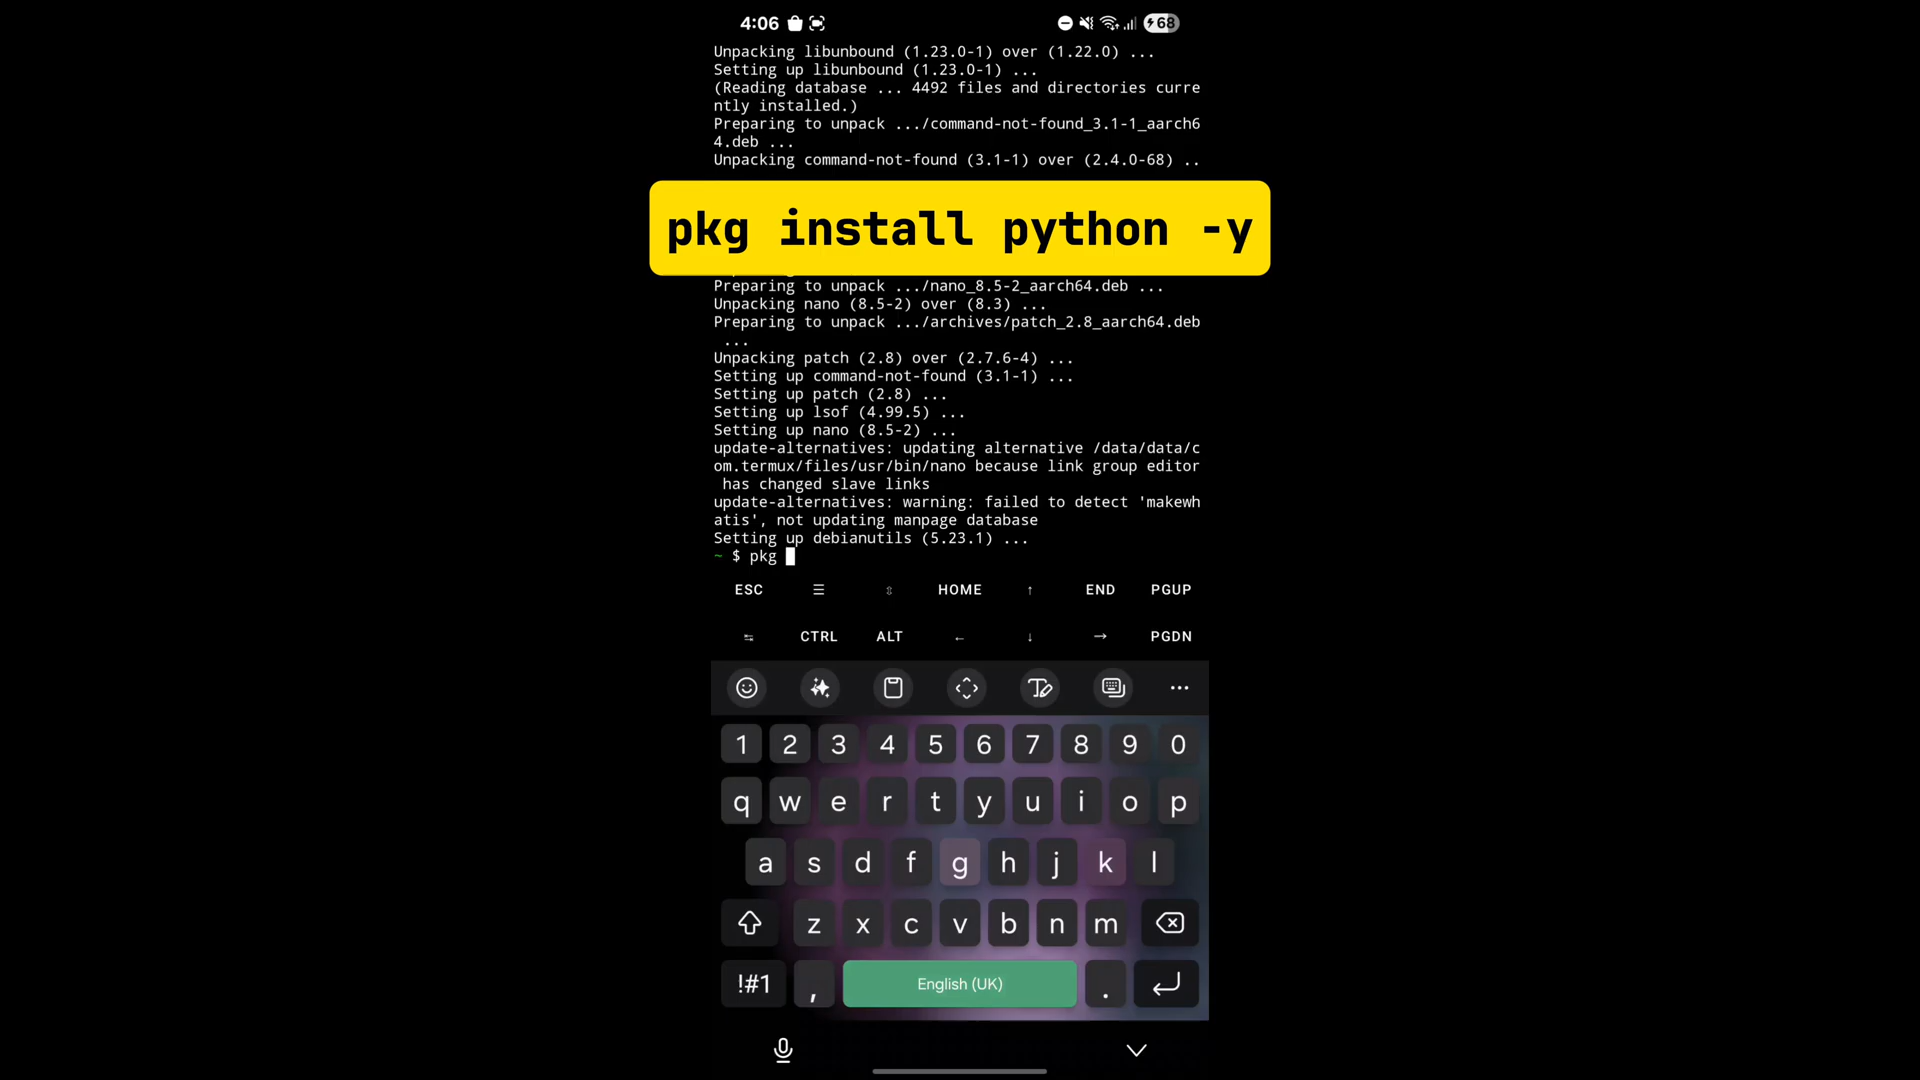 4:06 68
Unpacking libunbound (1.23.0-1) over (1.22.0) ...
Setting up libunbound (1.23.0-1) ...
(Reading database ... 4492 files and directories curre
ntly installed.)
Preparing to unpack .../command-not-found_3.1-1_aarch6
4.deb ...
Unpacking command-not-found (3.1-1) over (2.4.0-68) ..
pkg install python -y
Preparing to unpack .../nano_8.5-2_aarch64.deb ...
Unpacking nano (8.5-2) over (8.3) ...
Preparing to unpack .../archives/patch_2.8_aarch64.deb
...
Unpacking patch (2.8) over (2.7.6-4) ...
Setting up command-not-found (3.1-1) ...
Setting up patch (2.8) ...
Setting up lsof (4.99.5) ...
Setting up nano (8.5-2) ...
update-alternatives: updating alternative /data/data/c
om.termux/files/usr/bin/nano because link group editor
has changed slave links
update-alternatives: warning: failed to detect 'makewh
atis', not updating manpage database
Setting up debianutils (5.23.1) ...
~ $ pkg
ESC ☰ ⇳ HOME ↑ END PGUP
⇆ CTRL ALT ← ↓ → PGDN
1 2 3 4 5 6 7 8 9 0
q w e r t y u i o p
a s d f g h j k l
z x c v b n m
!#1 , English (UK) .